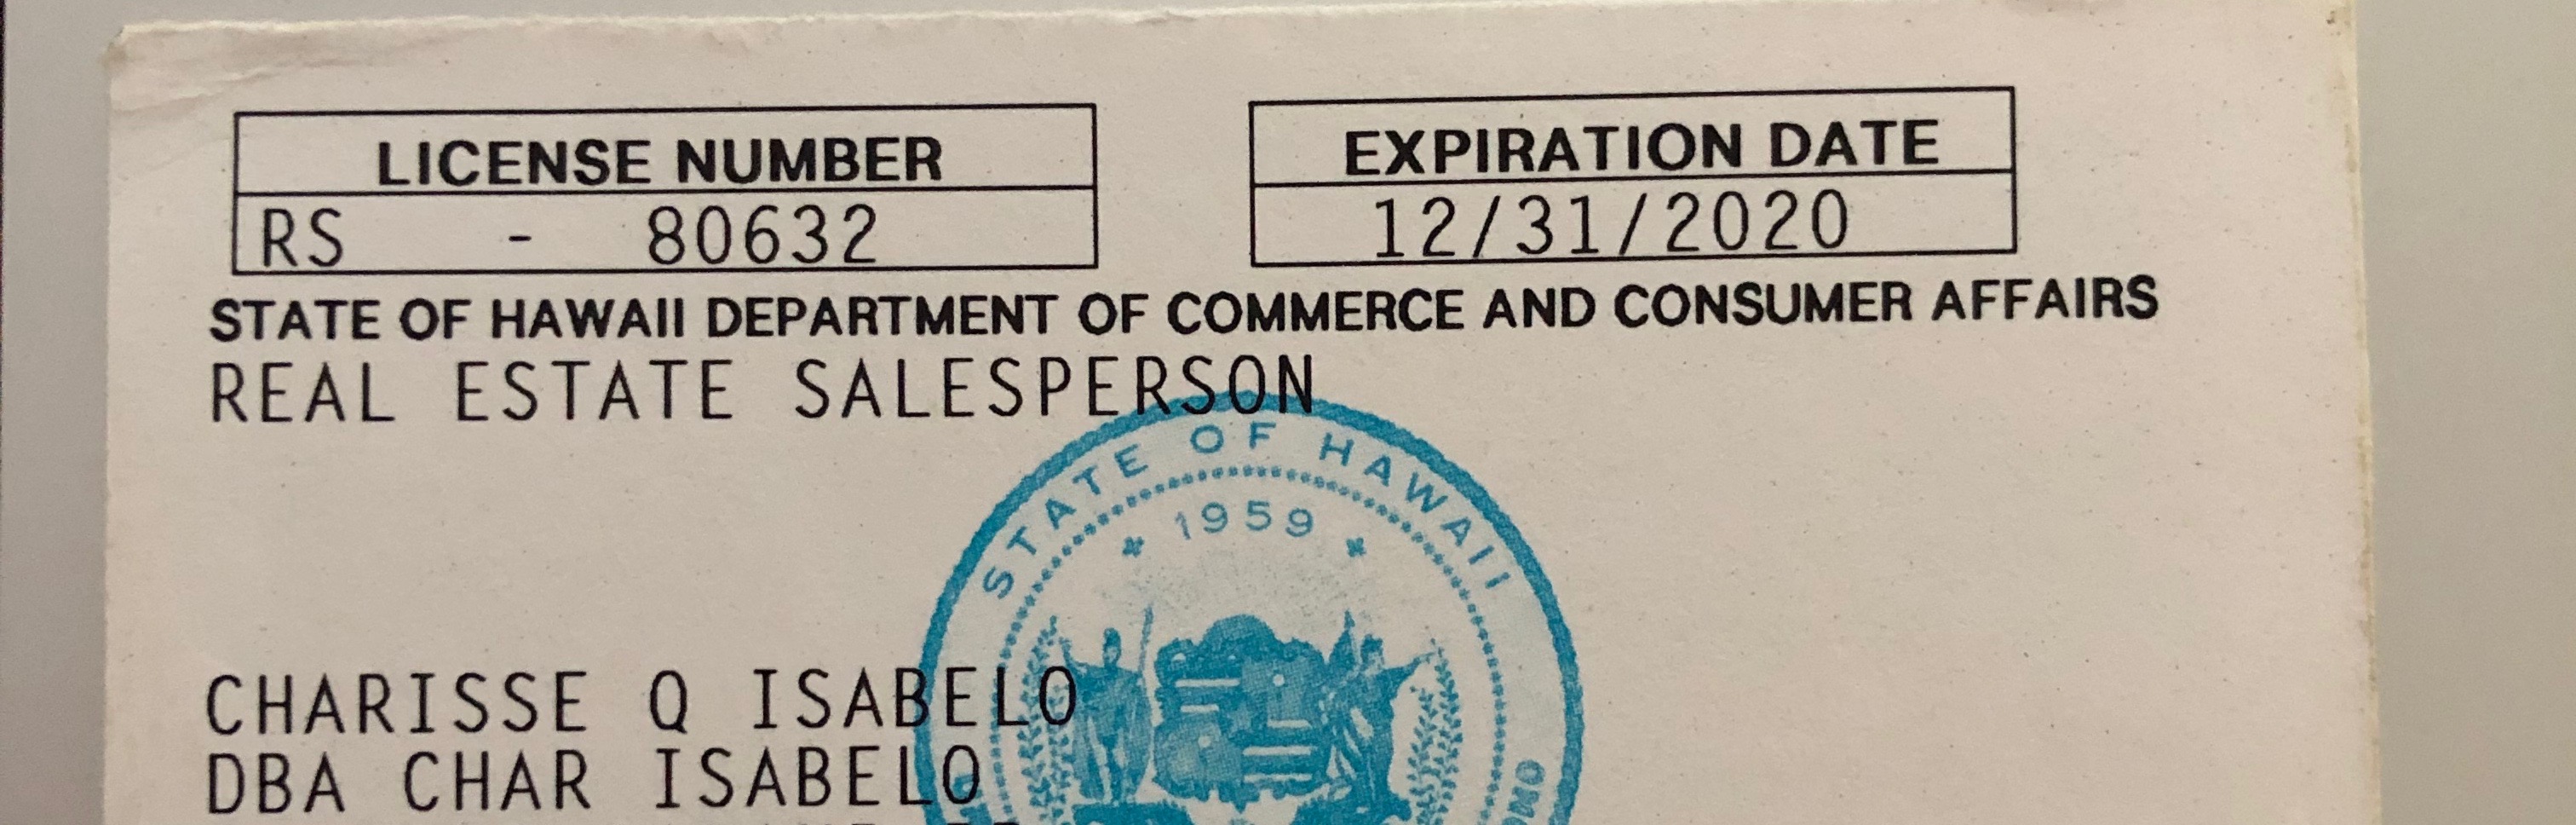 LICENSE NUMBER
RS - 80632
EXPIRATION DATE
12/31/2020
STATE OF HAWAII DEPARTMENT OF COMMERCE AND CONSUMER AFFAIRS
REAL ESTATE SALESPERSON
STATE OF HAWAII
1959
CHARISSE Q ISABELO
DBA CHAR ISABELO